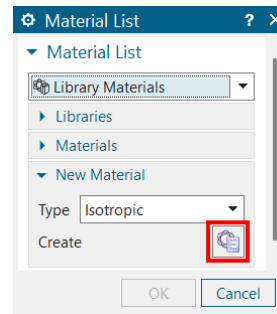 Material List ?
Material List
Library Materials
Libraries
Materials
New Material
Type Isotropic
Create
OK Cancel